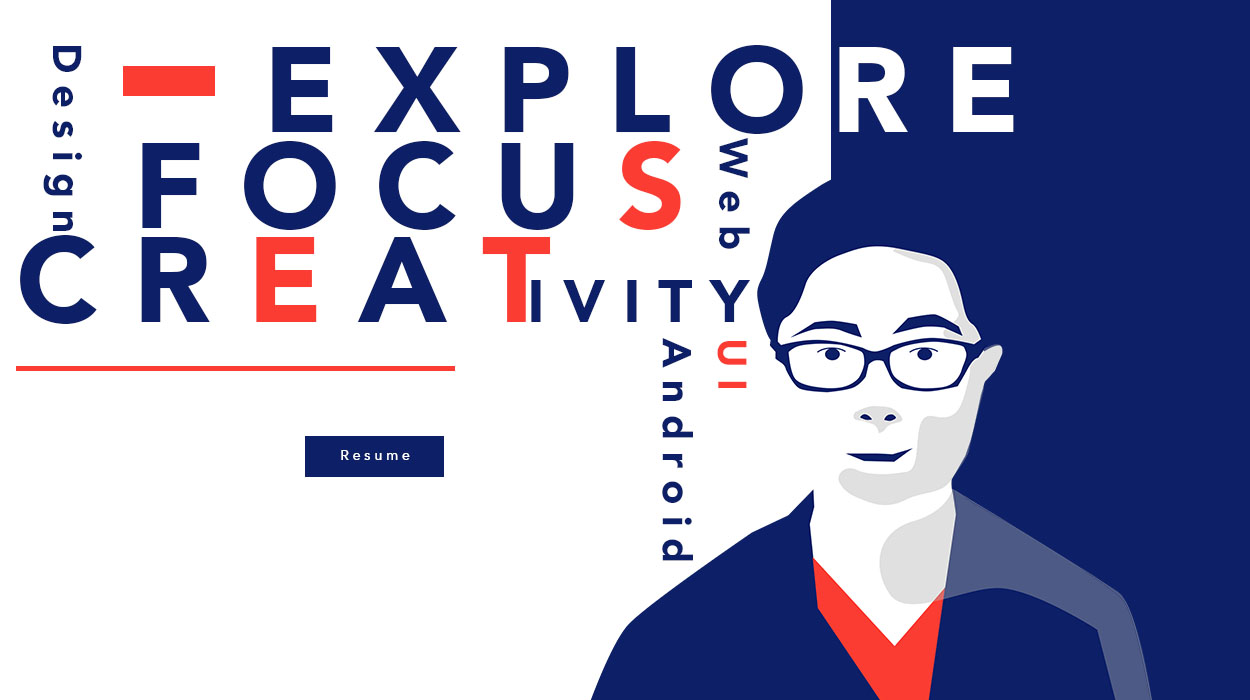 Design
EXPLORE
FOCUS
Web
CREATIVITY
UI
Android
Resume